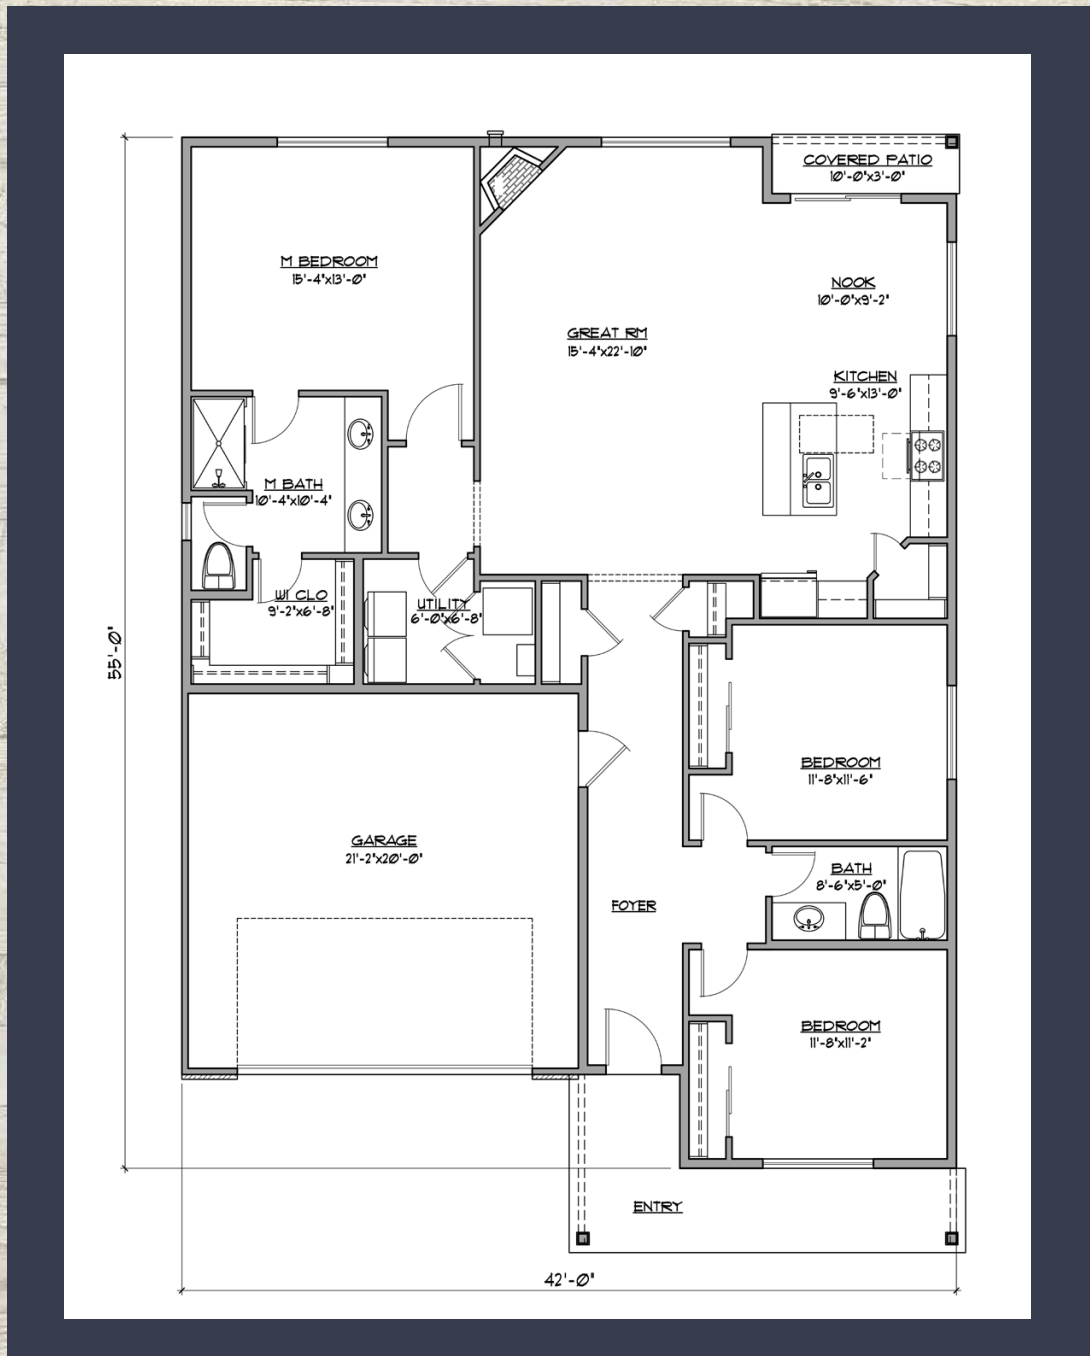 COVERED PATIO
10'-0"x3'-0"
M BEDROOM
15'-4"x13'-0"
NOOK
10'-0"x9'-2"
GREAT RM
15'-4"x22'-10"
KITCHEN
9'-6"x13'-0"
M BATH
10'-4"x10'-4"
WI CLO
9'-2"x6'-8"
UTILITY
6'-0"x6'-8"
55'-0"
BEDROOM
11'-8"x11'-6"
GARAGE
21'-2"x20'-0"
BATH
8'-6"x5'-0"
FOYER
BEDROOM
11'-8"x11'-2"
ENTRY
42'-0"